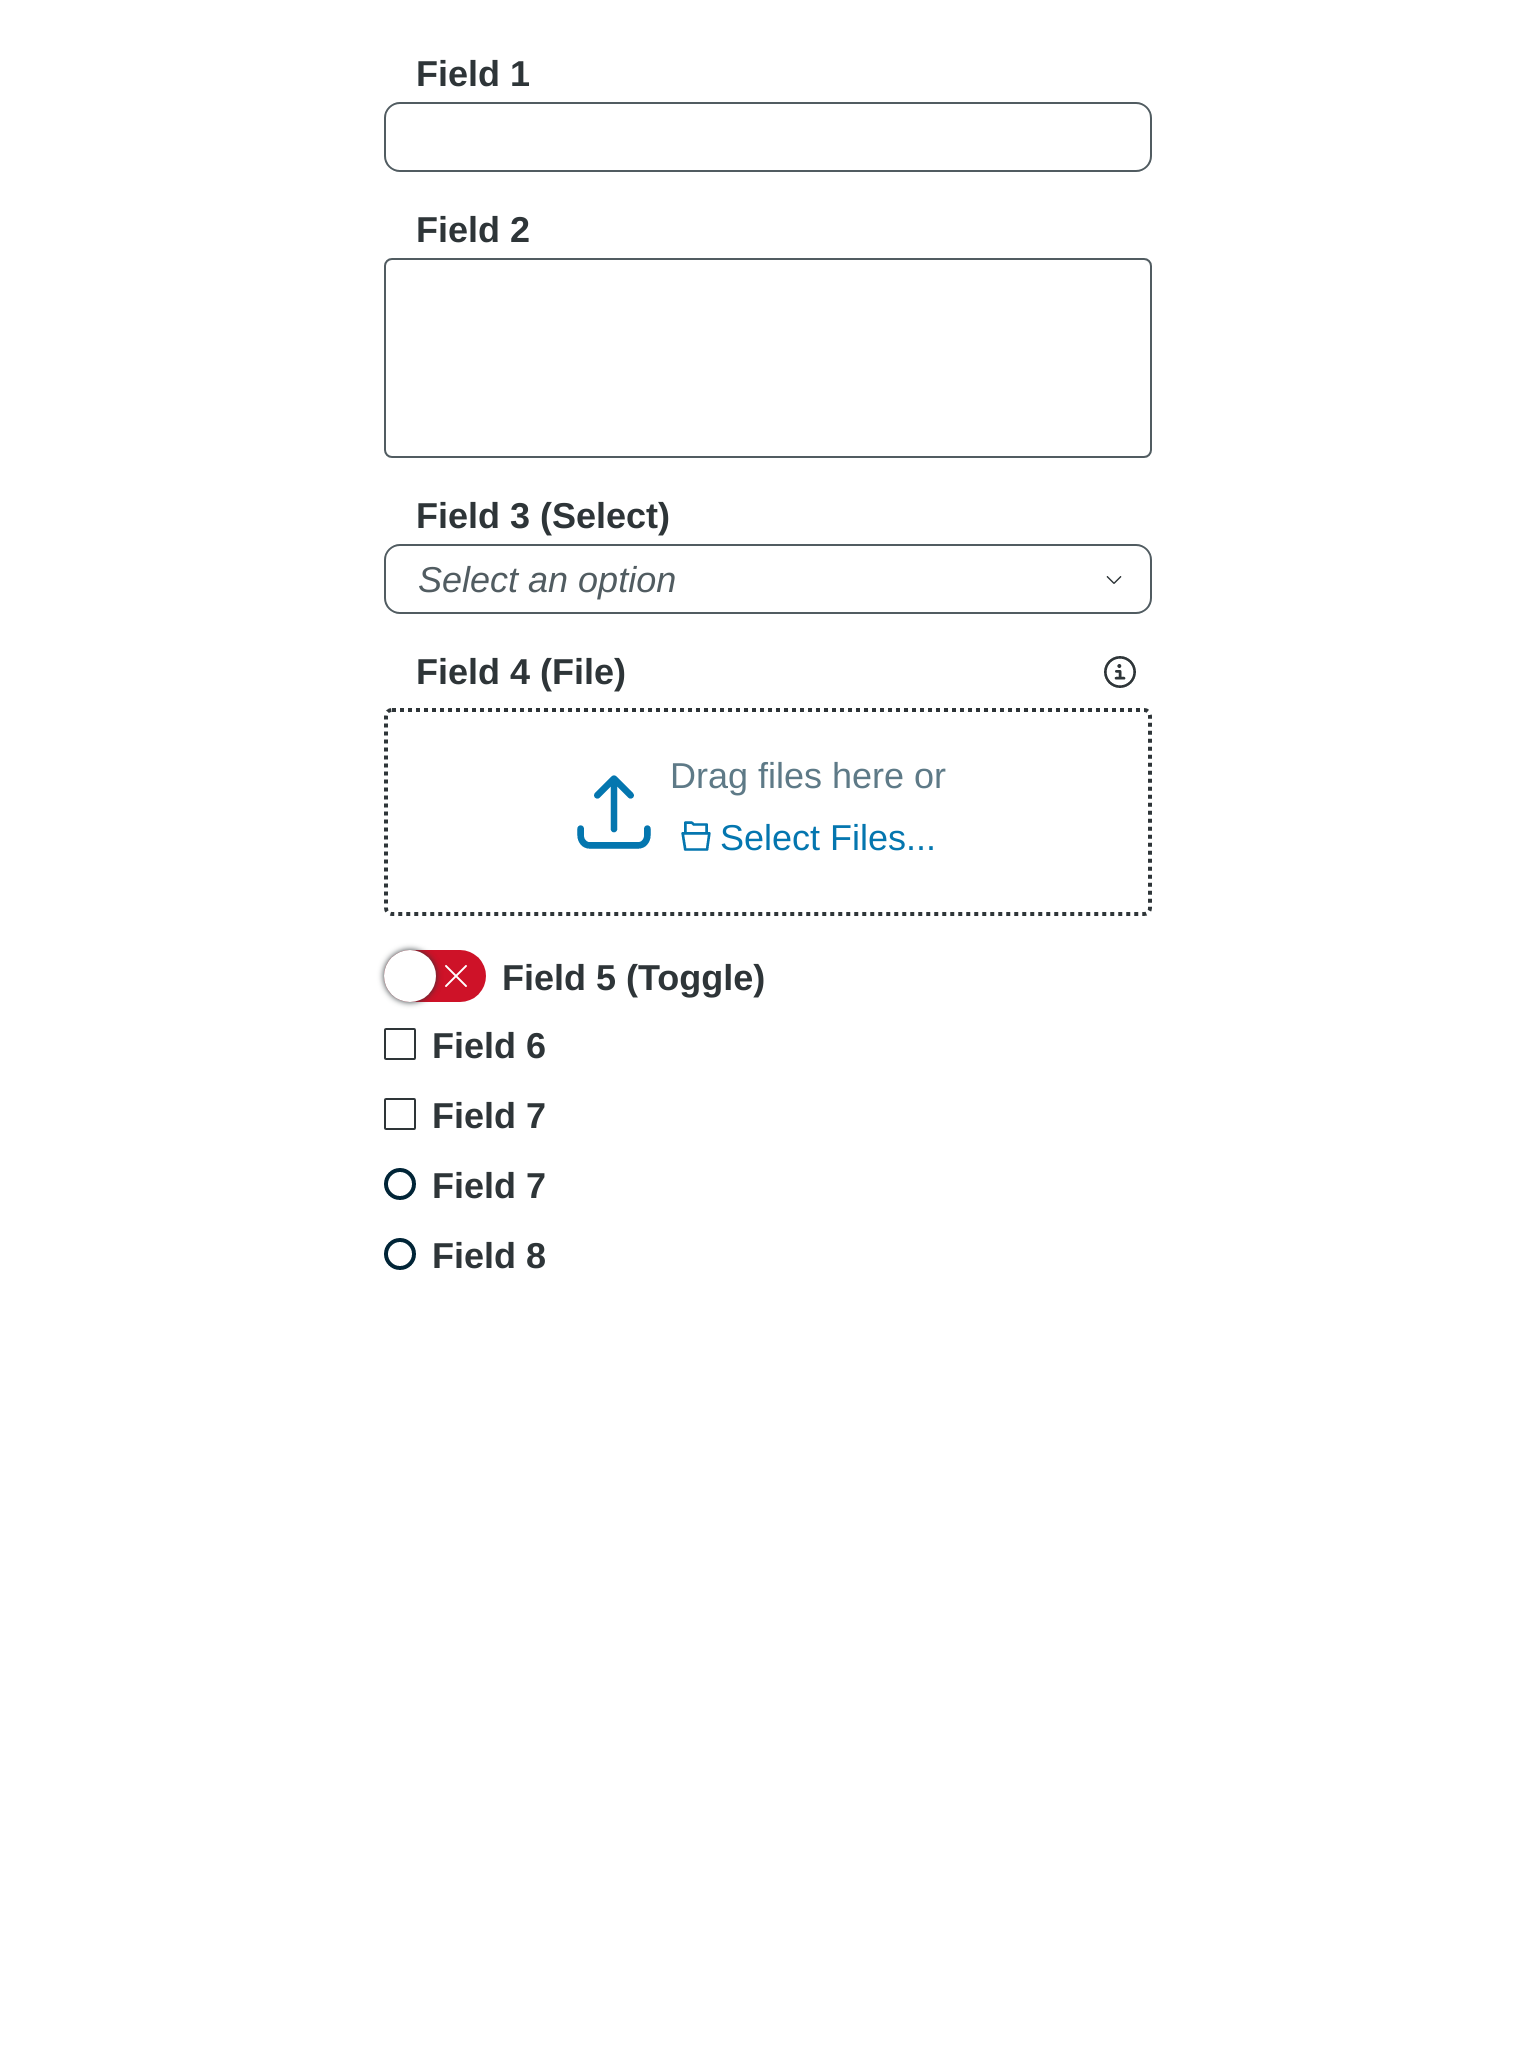 Field 1
Field 2
Field 3 (Select)
Select an option
Field 4 (File)
Drag files here or
Select Files...
Field 5 (Toggle)
Field 6
Field 7
Field 7
Field 8